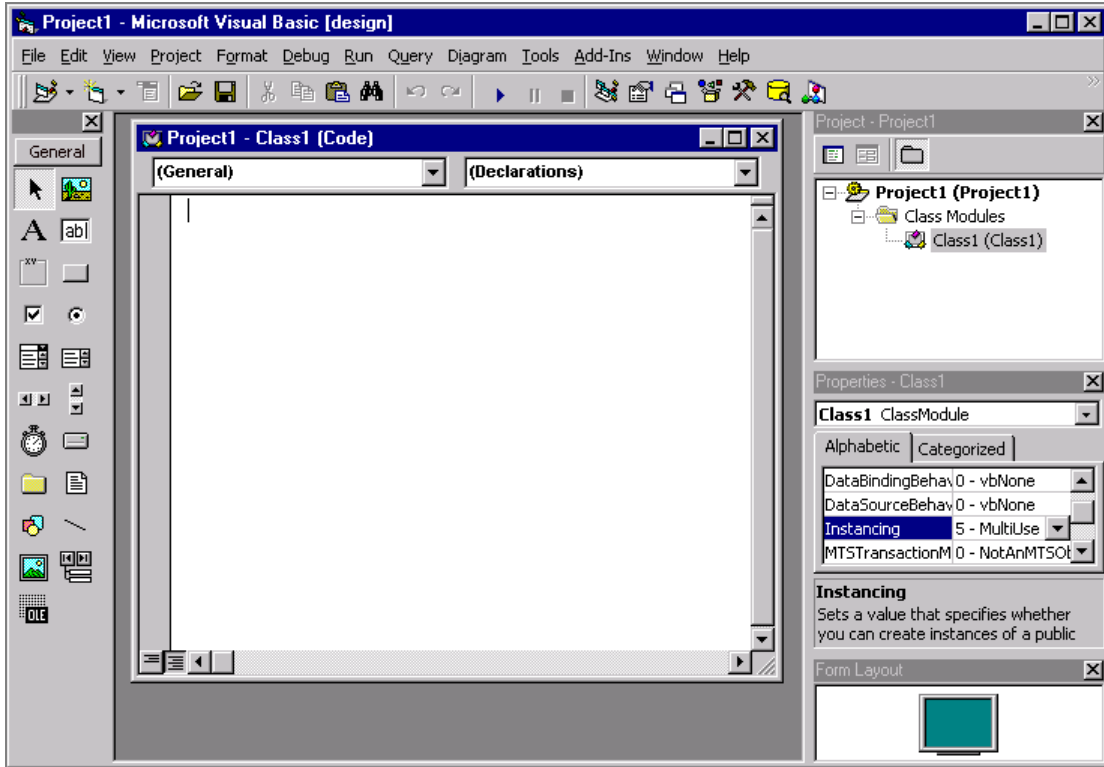 Project1 - Microsoft Visual Basic [design]
File Edit View Project Format Debug Run Query Diagram Tools Add-Ins Window Help
General
A
abl
XY
OLE
Project1 - Class1 (Code)
(General)
(Declarations)
Project - Project1
Project1 (Project1)
Class Modules
Class1 (Class1)
Properties - Class1
Class1 ClassModule
Alphabetic Categorized
DataBindingBehav 0 - vbNone
DataSourceBehav 0 - vbNone
Instancing 5 - MultiUse
MTSTransactionM 0 - NotAnMTSOb
Instancing
Sets a value that specifies whether
you can create instances of a public
Form Layout